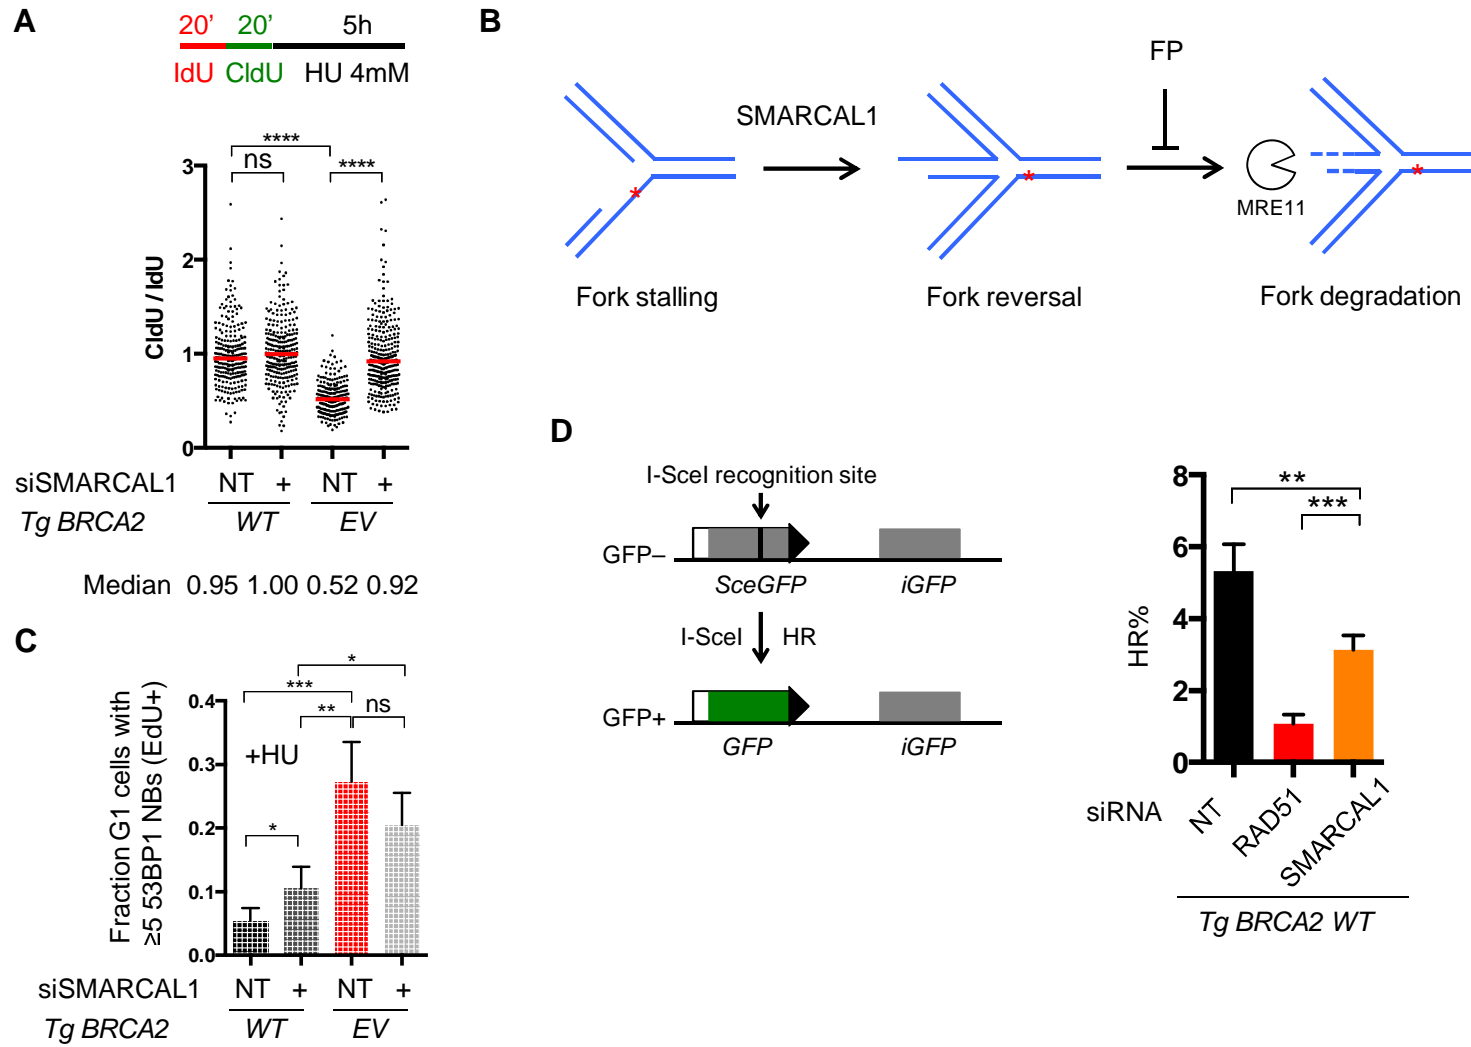 A
20' 20' 5h
IdU CldU HU 4mM
**** 
ns ****
CldU / IdU
3
2
1
0
siSMARCAL1 NT + NT +
Tg BRCA2 WT EV
Median 0.95 1.00 0.52 0.92
B
FP
SMARCAL1
*
*
*
MRE11
Fork stalling
Fork reversal
Fork degradation
C
Fraction G1 cells with
≥5 53BP1 NBs (EdU+)
0.4
0.3
0.2
0.1
0.0
+HU
*
***
** ns
*
siSMARCAL1 NT + NT +
Tg BRCA2 WT EV
D
I-SceI recognition site
GFP–
SceGFP iGFP
I-SceI HR
GFP+
GFP iGFP
HR%
8
6
4
2
0
**
***
siRNA NT RAD51 SMARCAL1
Tg BRCA2 WT